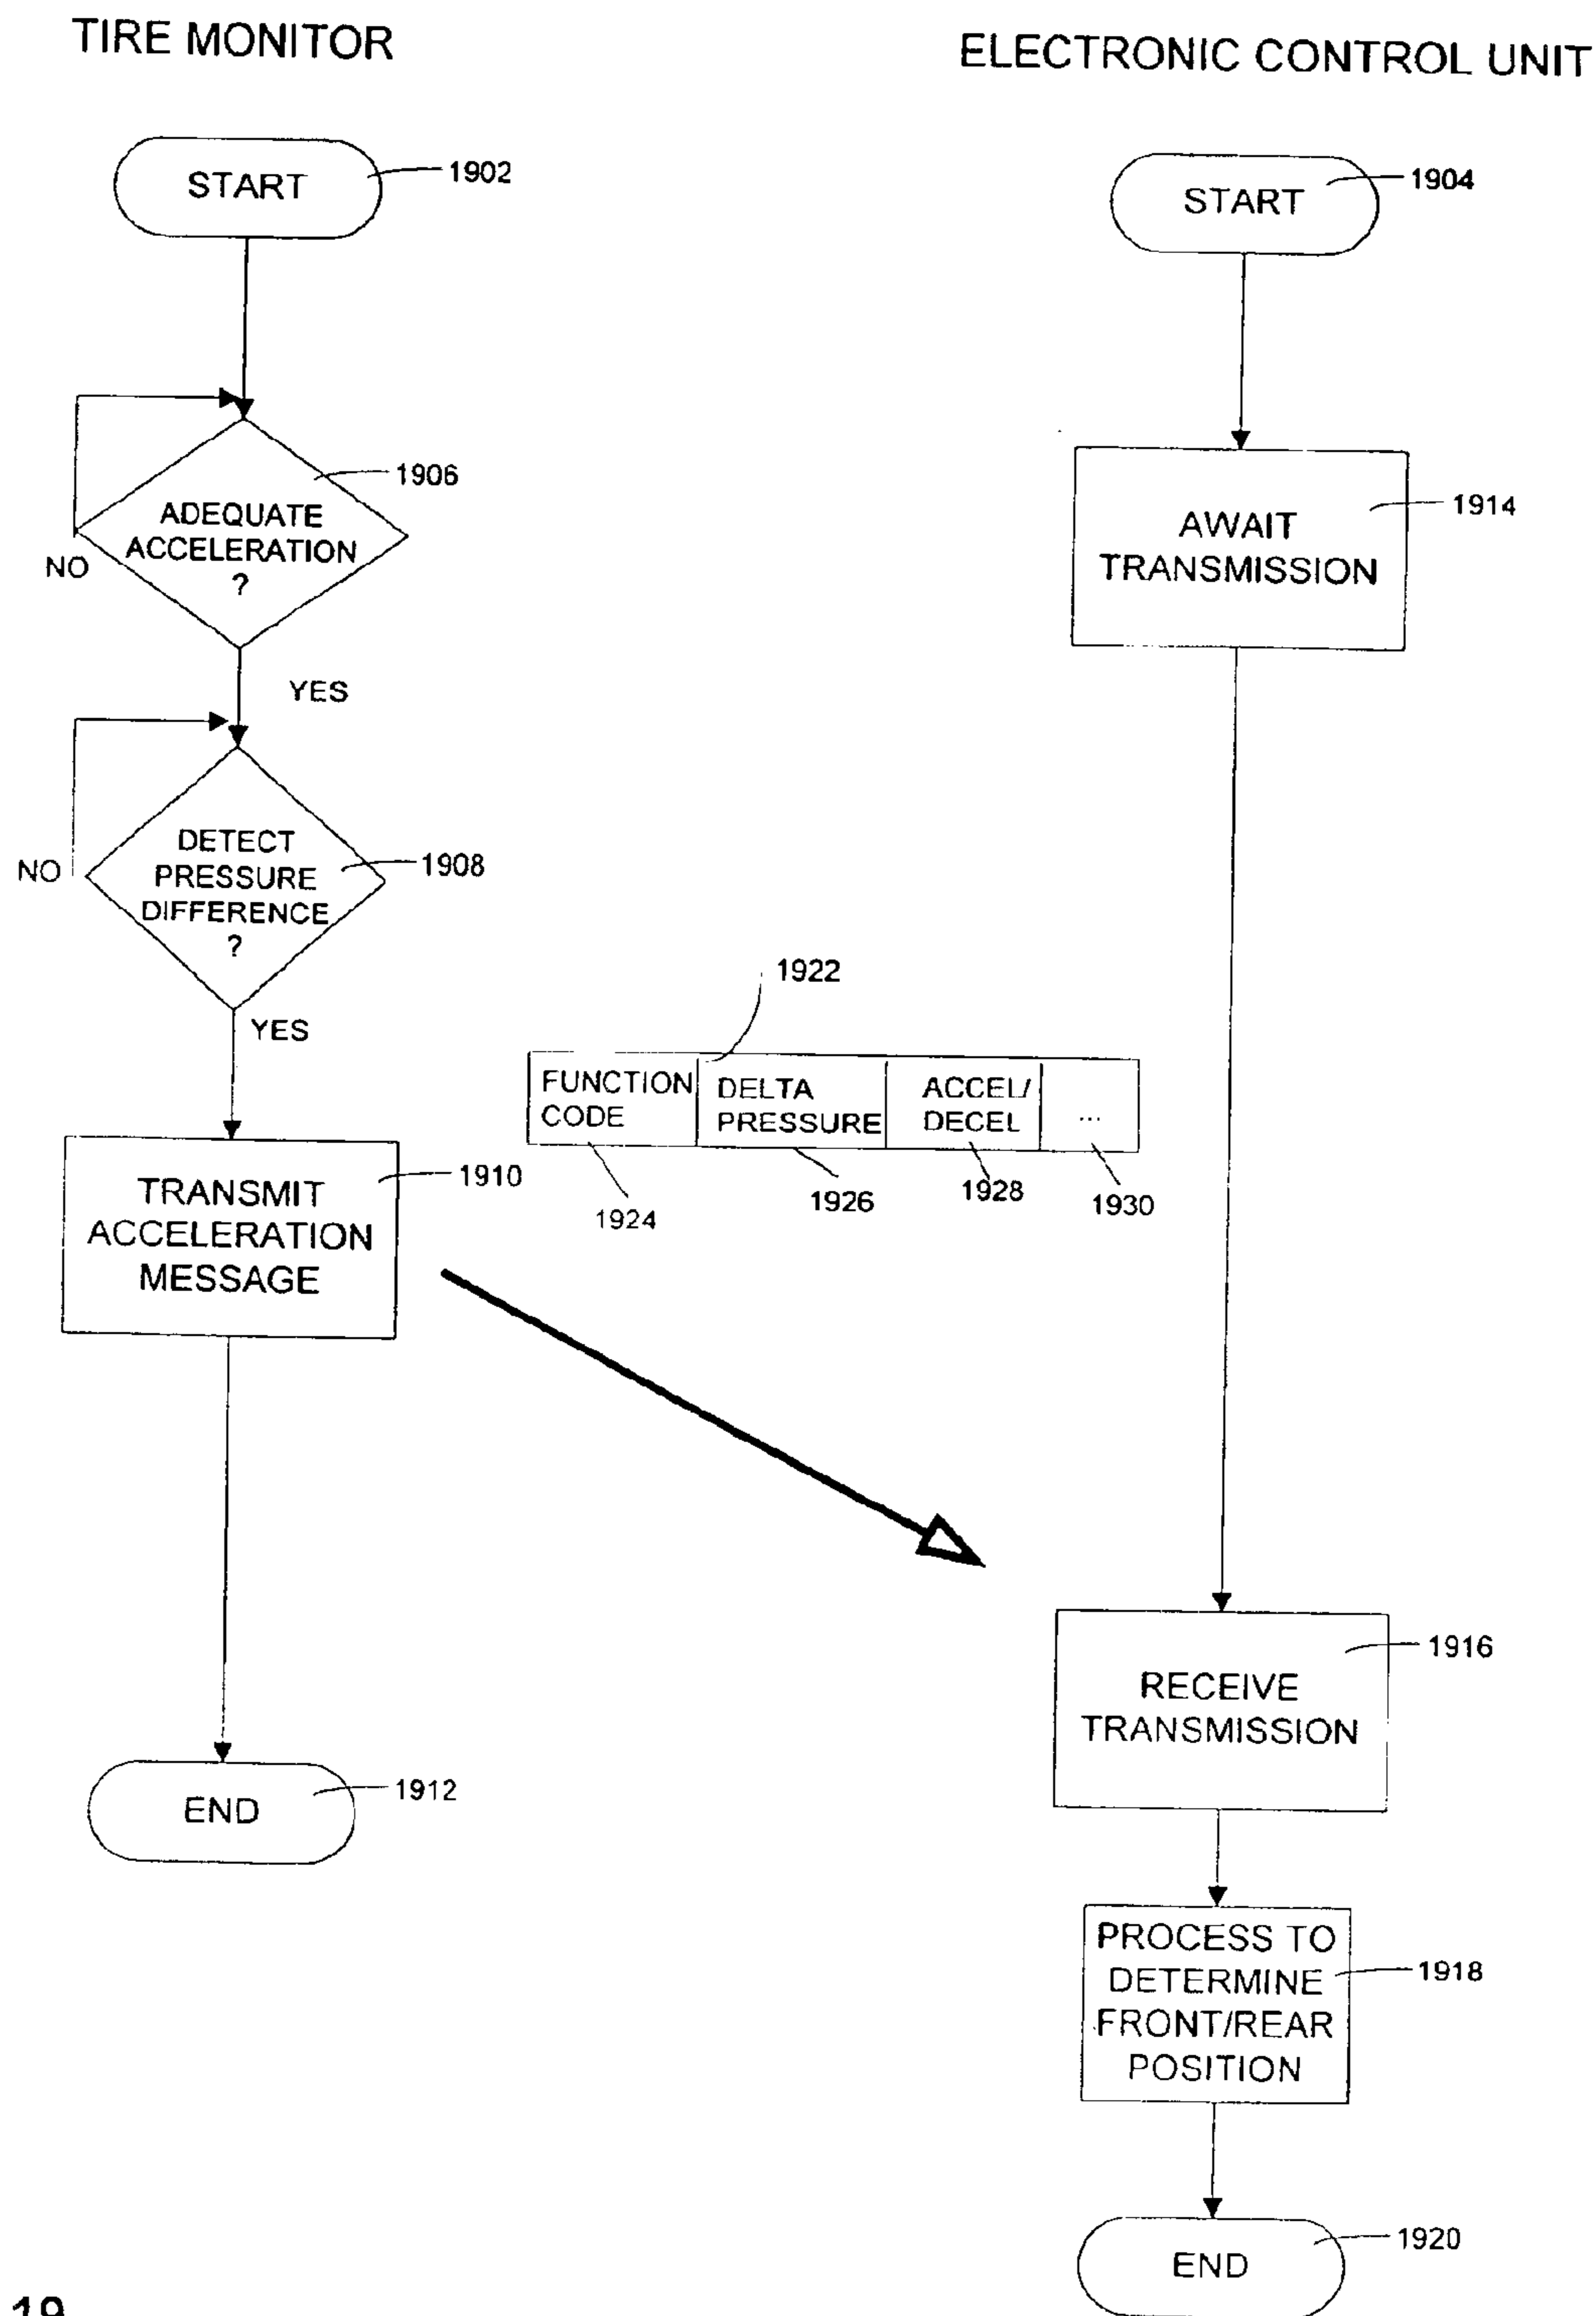 TIRE MONITOR
ELECTRONIC CONTROL UNIT
START
1902
START
1904
ADEQUATE
ACCELERATION
?
1906
NO
YES
AWAIT
TRANSMISSION
1914
DETECT
PRESSURE
DIFFERENCE
?
1908
NO
YES
1922
FUNCTION
CODE
DELTA
PRESSURE
ACCEL/
DECEL
...
1924
1926
1928
1930
TRANSMIT
ACCELERATION
MESSAGE
1910
RECEIVE
TRANSMISSION
1916
END
1912
PROCESS TO
DETERMINE
FRONT/REAR
POSITION
1918
END
1920
19